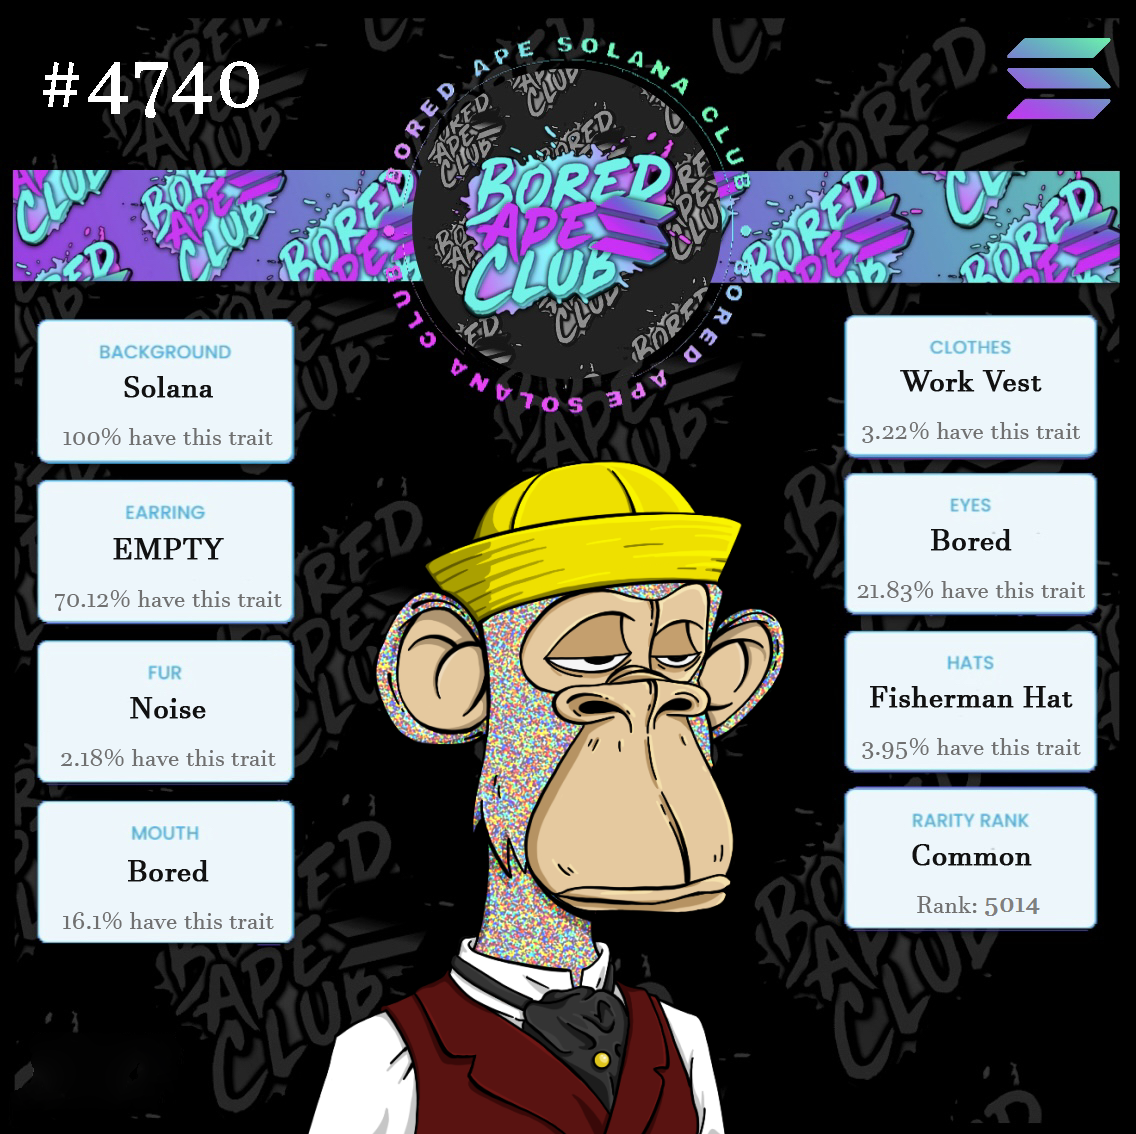 #4740
BORED APE SOLANA CLUB
BORED APE SOLANA CLUB
BORED
APE
CLUB
BACKGROUND
Solana
100% have this trait
EARRING
EMPTY
70.12% have this trait
FUR
Noise
2.18% have this trait
MOUTH
Bored
16.1% have this trait
CLOTHES
Work Vest
3.22% have this trait
EYES
Bored
21.83% have this trait
HATS
Fisherman Hat
3.95% have this trait
RARITY RANK
Common
Rank: 5014